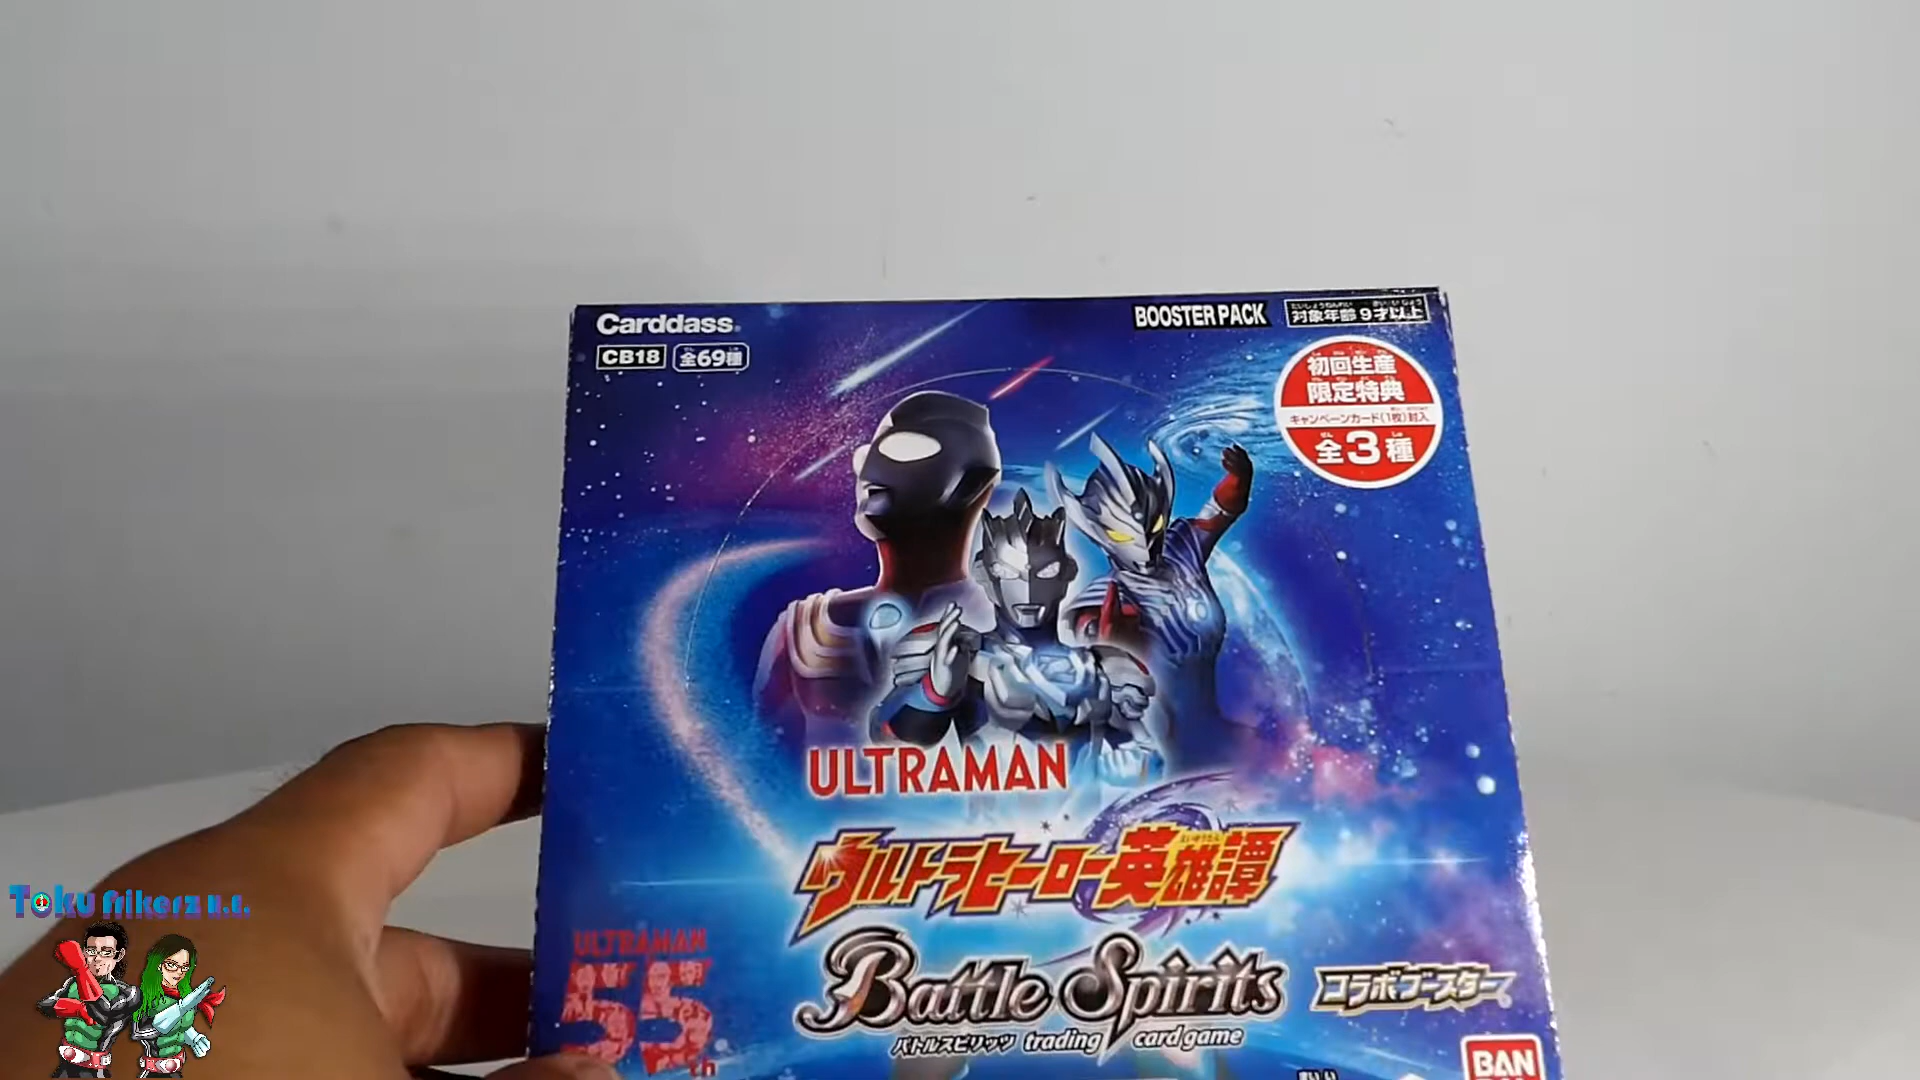 Carddass
BOOSTER PACK
対象年齢9才以上
CB18
全69種
初回生産
限定特典
キャンペーンカード(1枚)封入
全3種
ULTRAMAN
ウルトラヒーロー英雄譚
ULTRAMAN
55th
Battle Spirits
コラボブースター
バトルスピリッツ trading card game
BAN
Toku frikerz u.c.